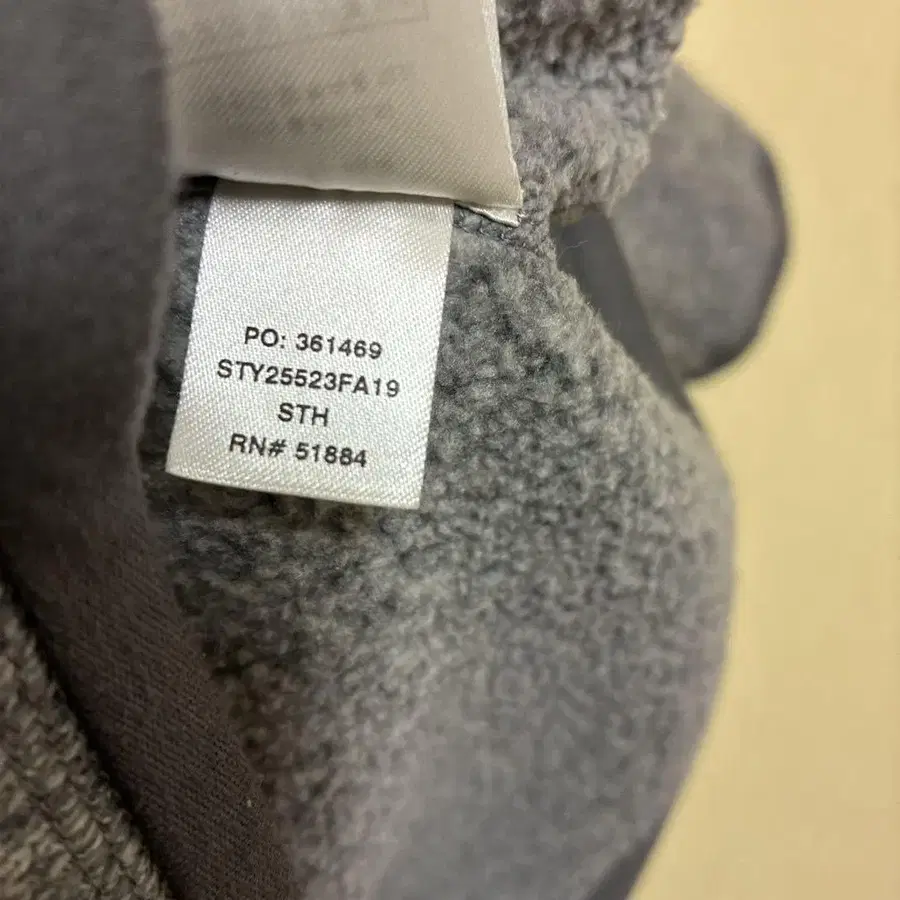 PO: 361469
STY25523FA19
STH
RN# 51884